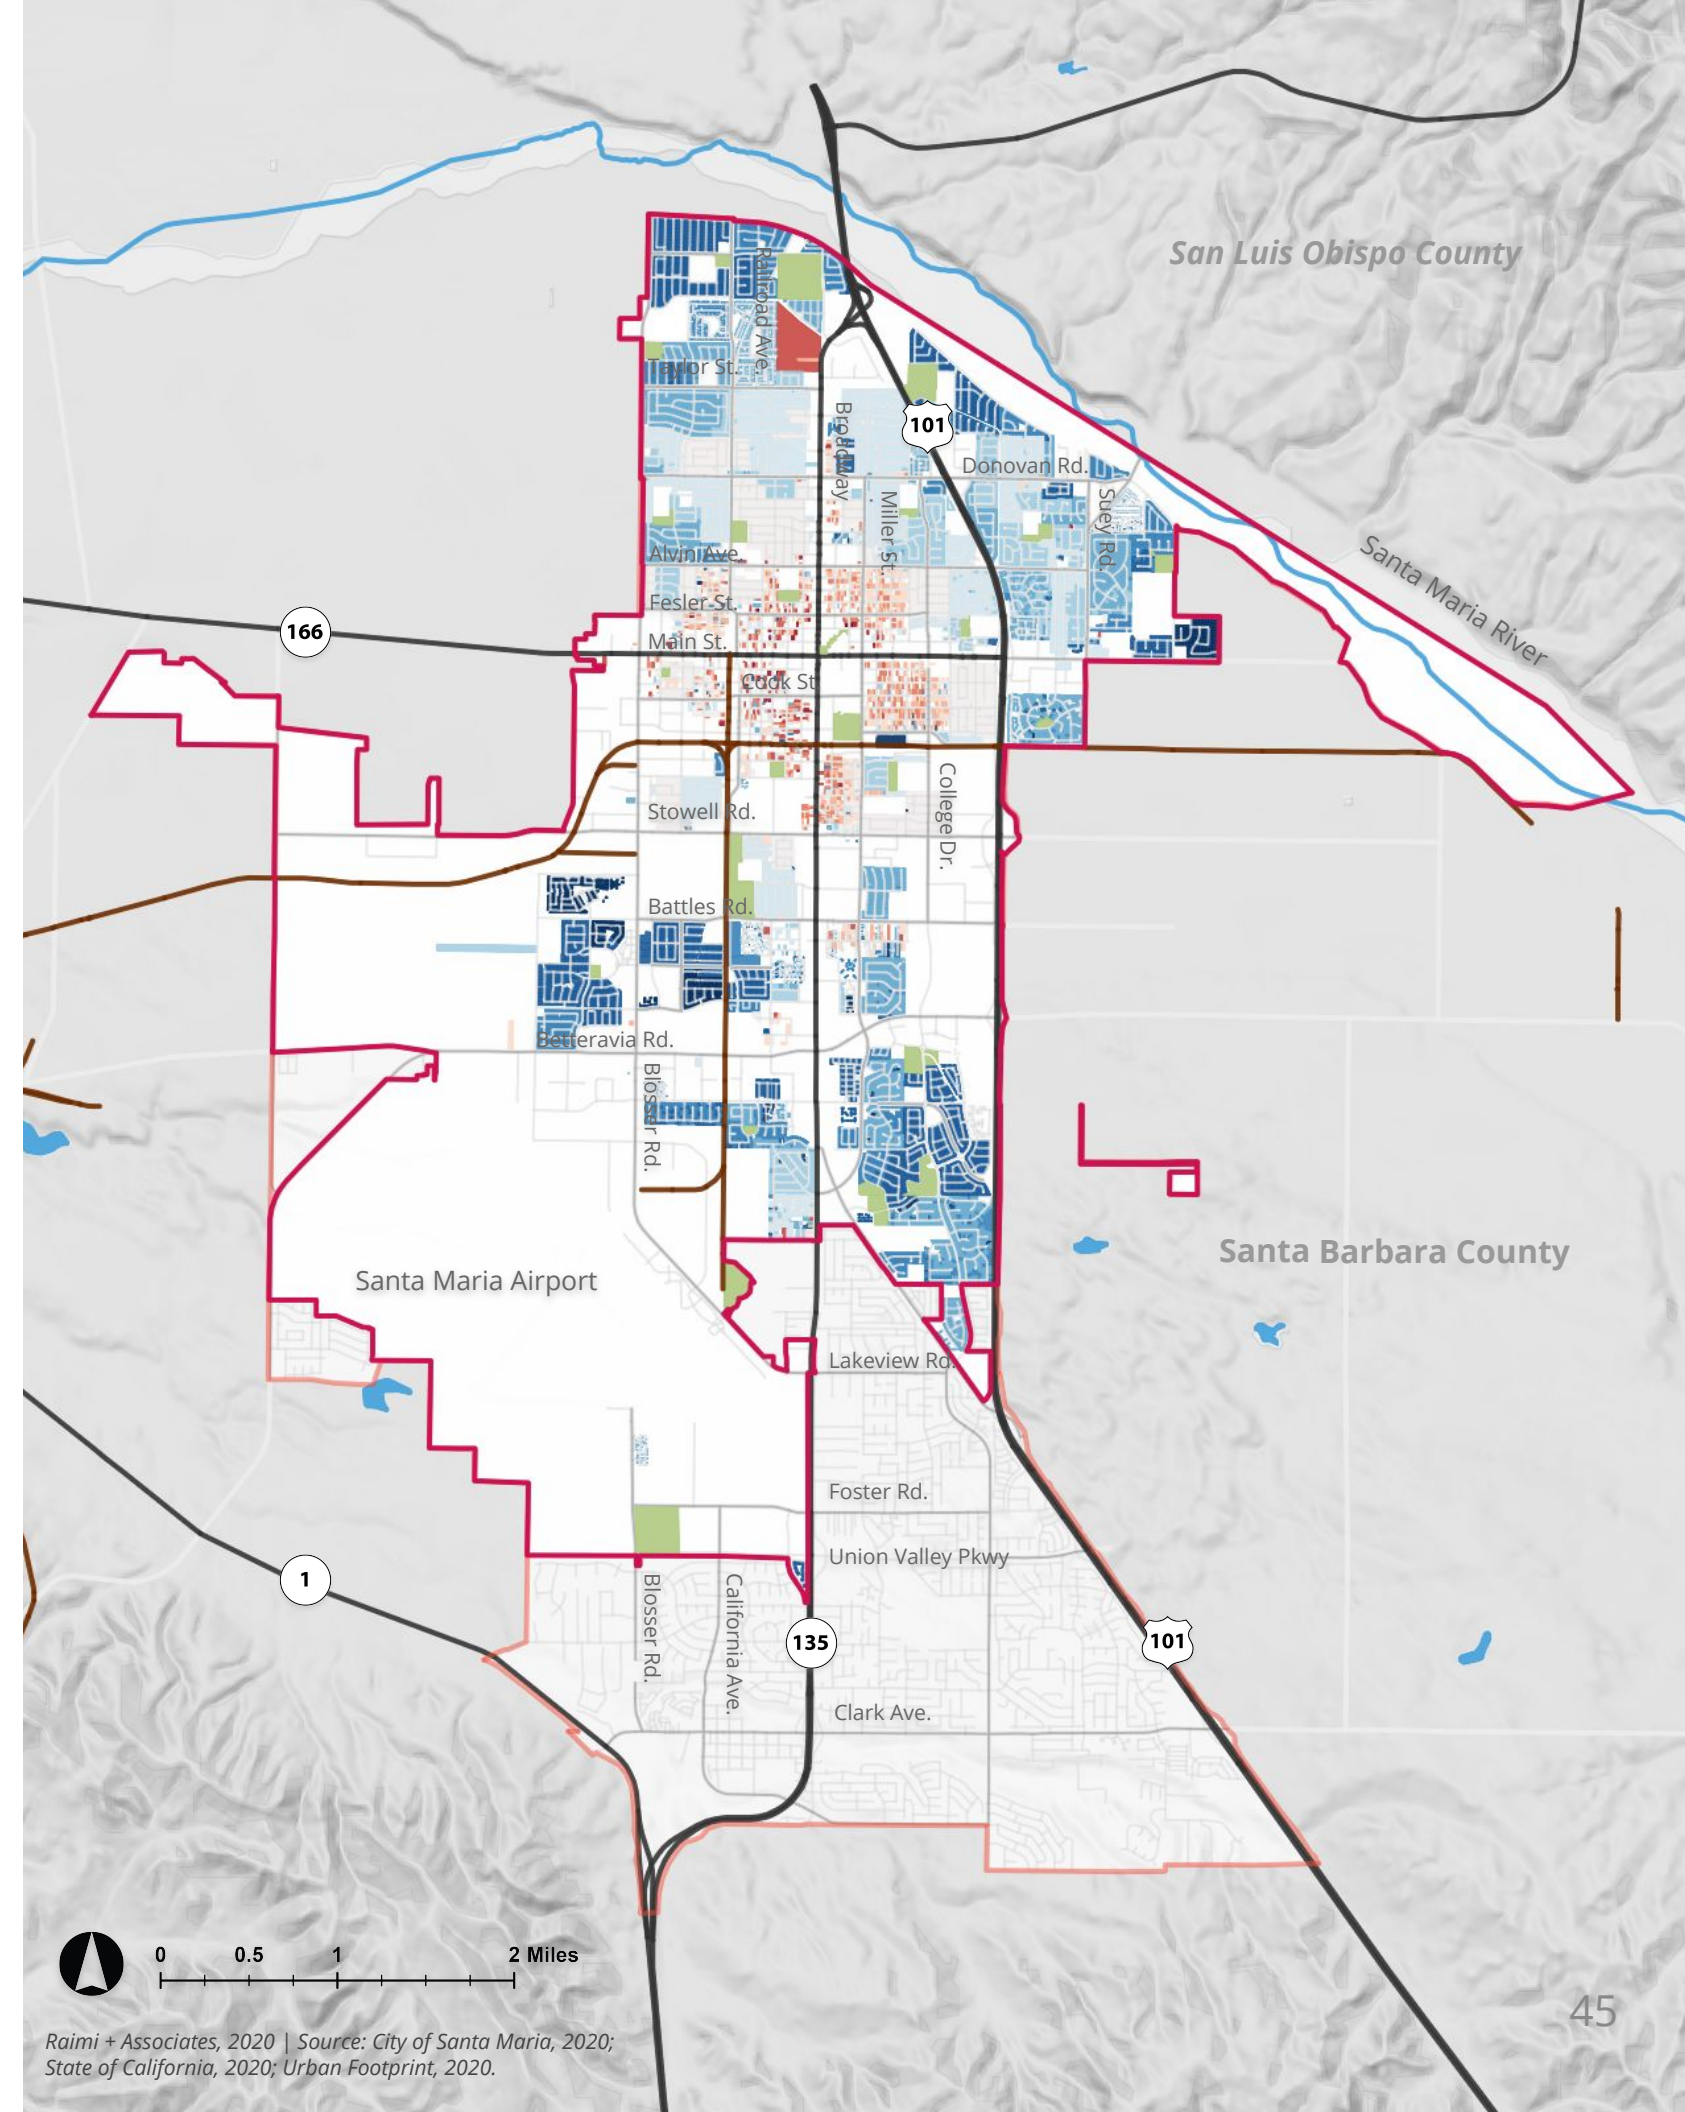 San Luis Obispo County
Railroad Ave.
Taylor St.
Broadway
101
Donovan Rd.
Miller St.
Suey Rd.
Alvin Ave.
Santa Maria River
Fesler St.
166
Main St.
Cook St.
College Dr.
Stowell Rd.
Battles Rd.
Betteravia Rd.
Blosser Rd.
Santa Barbara County
Santa Maria Airport
Lakeview Rd.
Foster Rd.
Union Valley Pkwy
1
Blosser Rd.
California Ave.
135
101
Clark Ave.
0 0.5 1 2 Miles
45
Raimi + Associates, 2020 | Source: City of Santa Maria, 2020;
State of California, 2020; Urban Footprint, 2020.